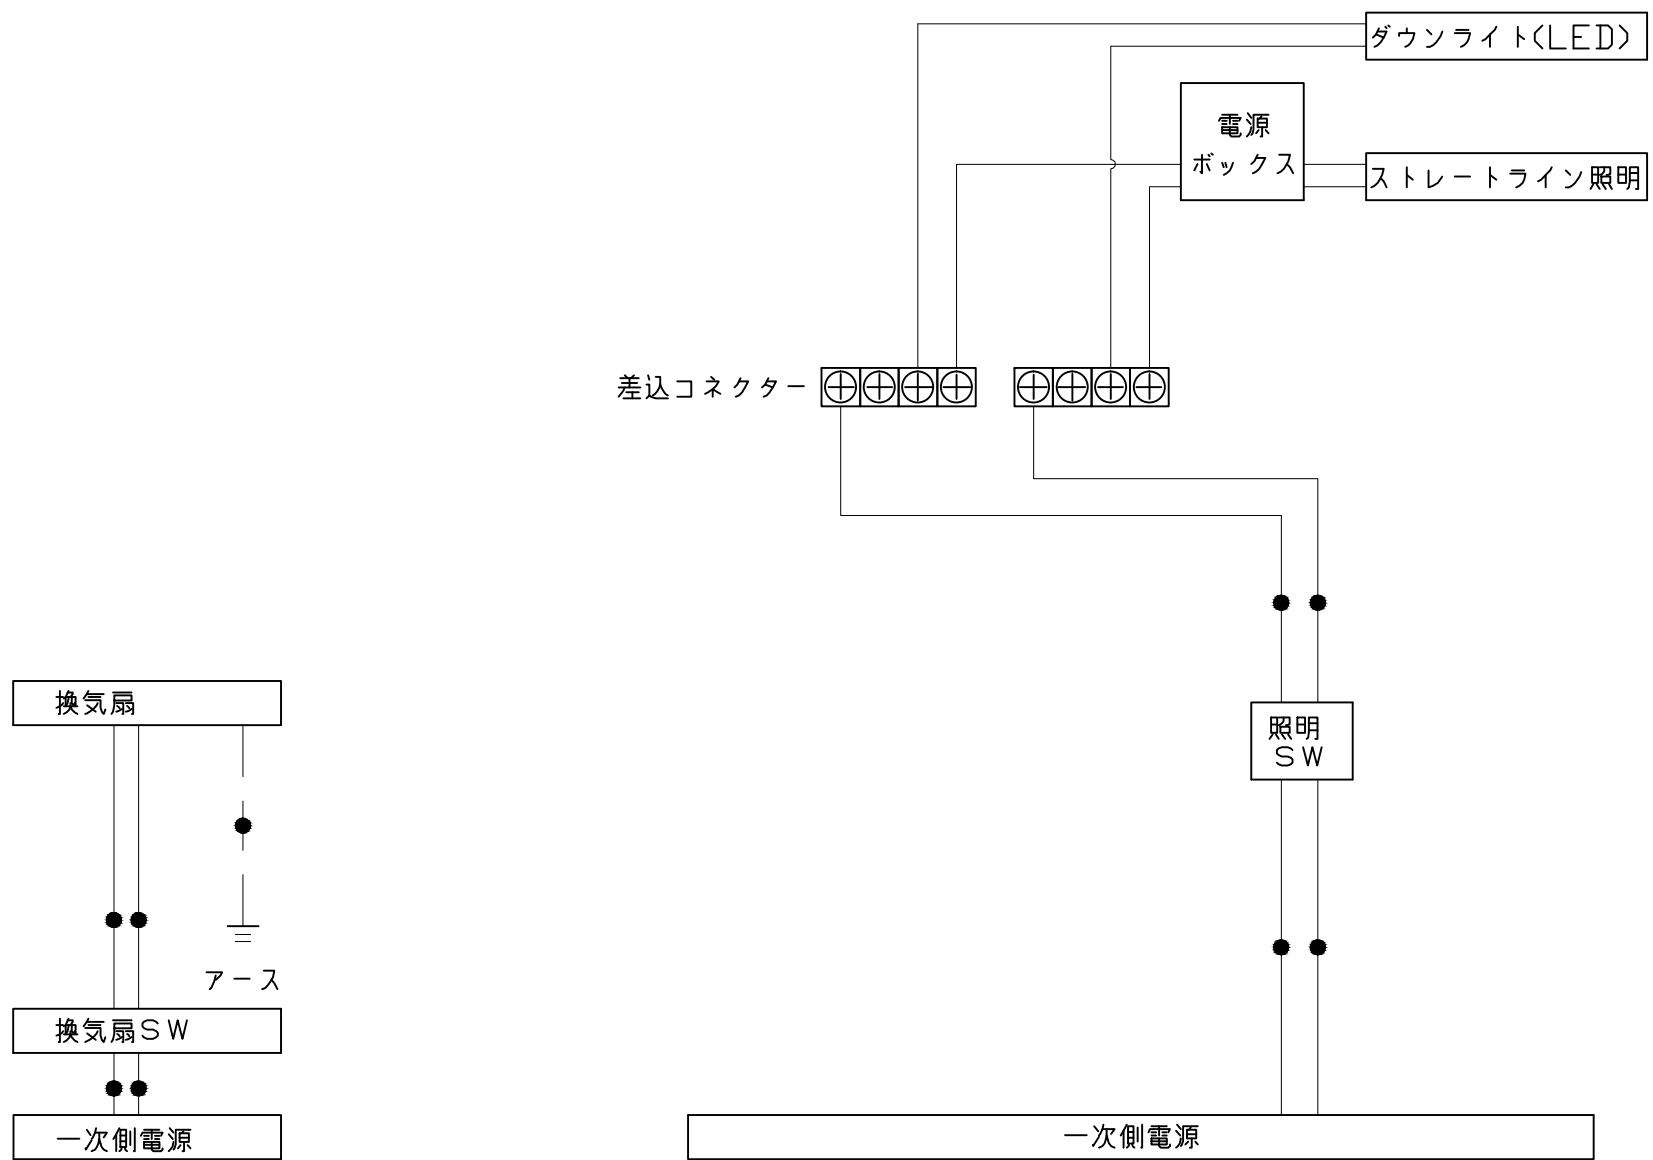 ダウンライト(LED)
電源
ボックス
ストレートライン照明
差込コネクター
換気扇
照明
SW
アース
換気扇SW
一次側電源
一次側電源